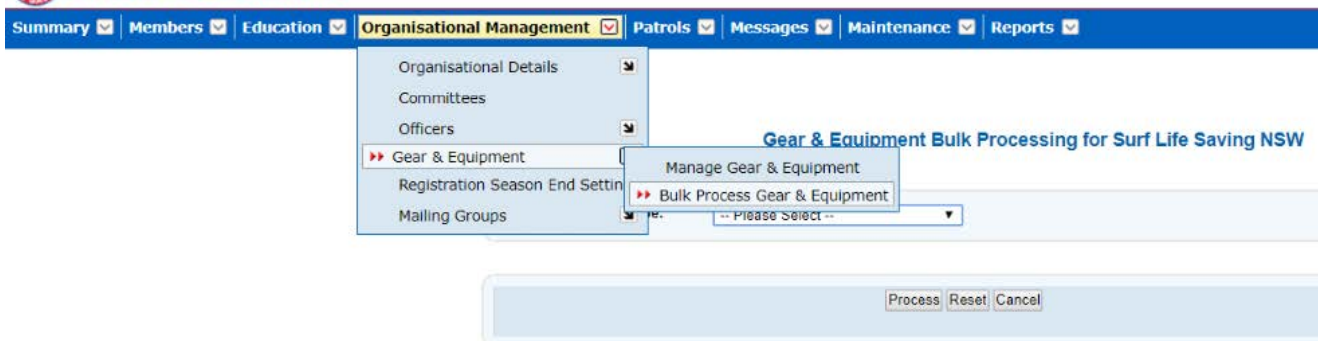 Summary Members Education Organisational Management Patrols Messages Maintenance Reports
Organisational Details
Committees
Officers
Gear & Equipment
Registration Season End Settin
Mailing Groups
Gear & Equipment Bulk Processing for Surf Life Saving NSW
Manage Gear & Equipment
Bulk Process Gear & Equipment
-- Please Select --
Process Reset Cancel